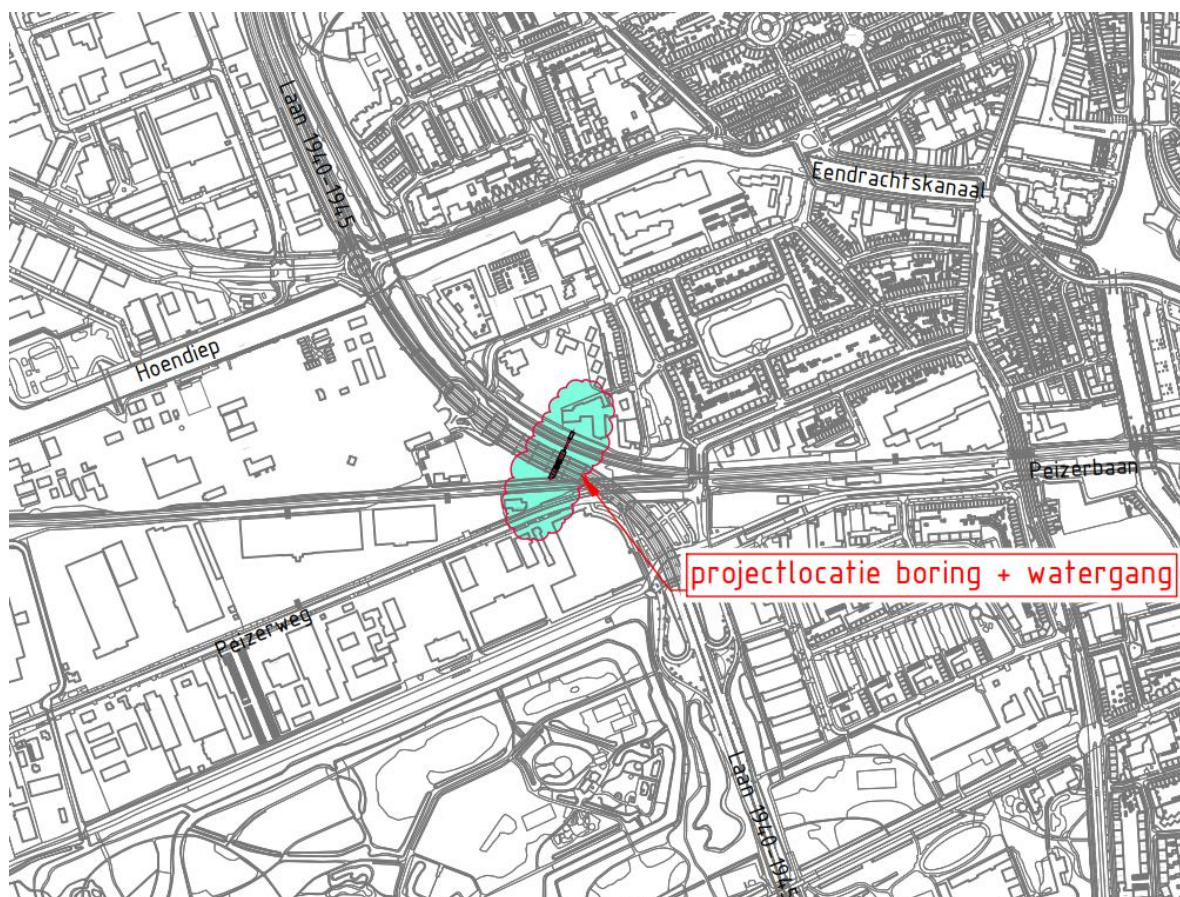 Laan 1940-1945
Eendrachtskanaal
Hoendiep
Peizerbaan
projectlocatie boring + watergang
Peizerweg
Laan 1940-1945